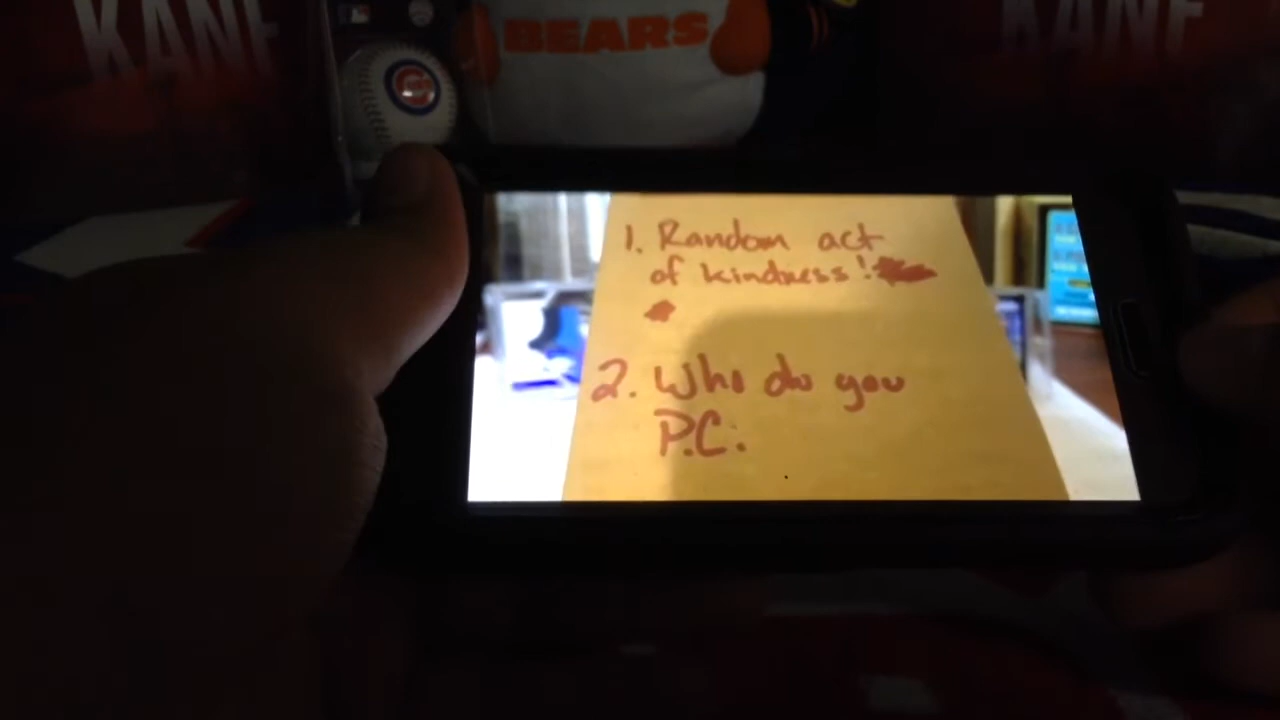 KANE
BEARS
KANE
1. Random act
of kindness!
2. Who do you
P.C.